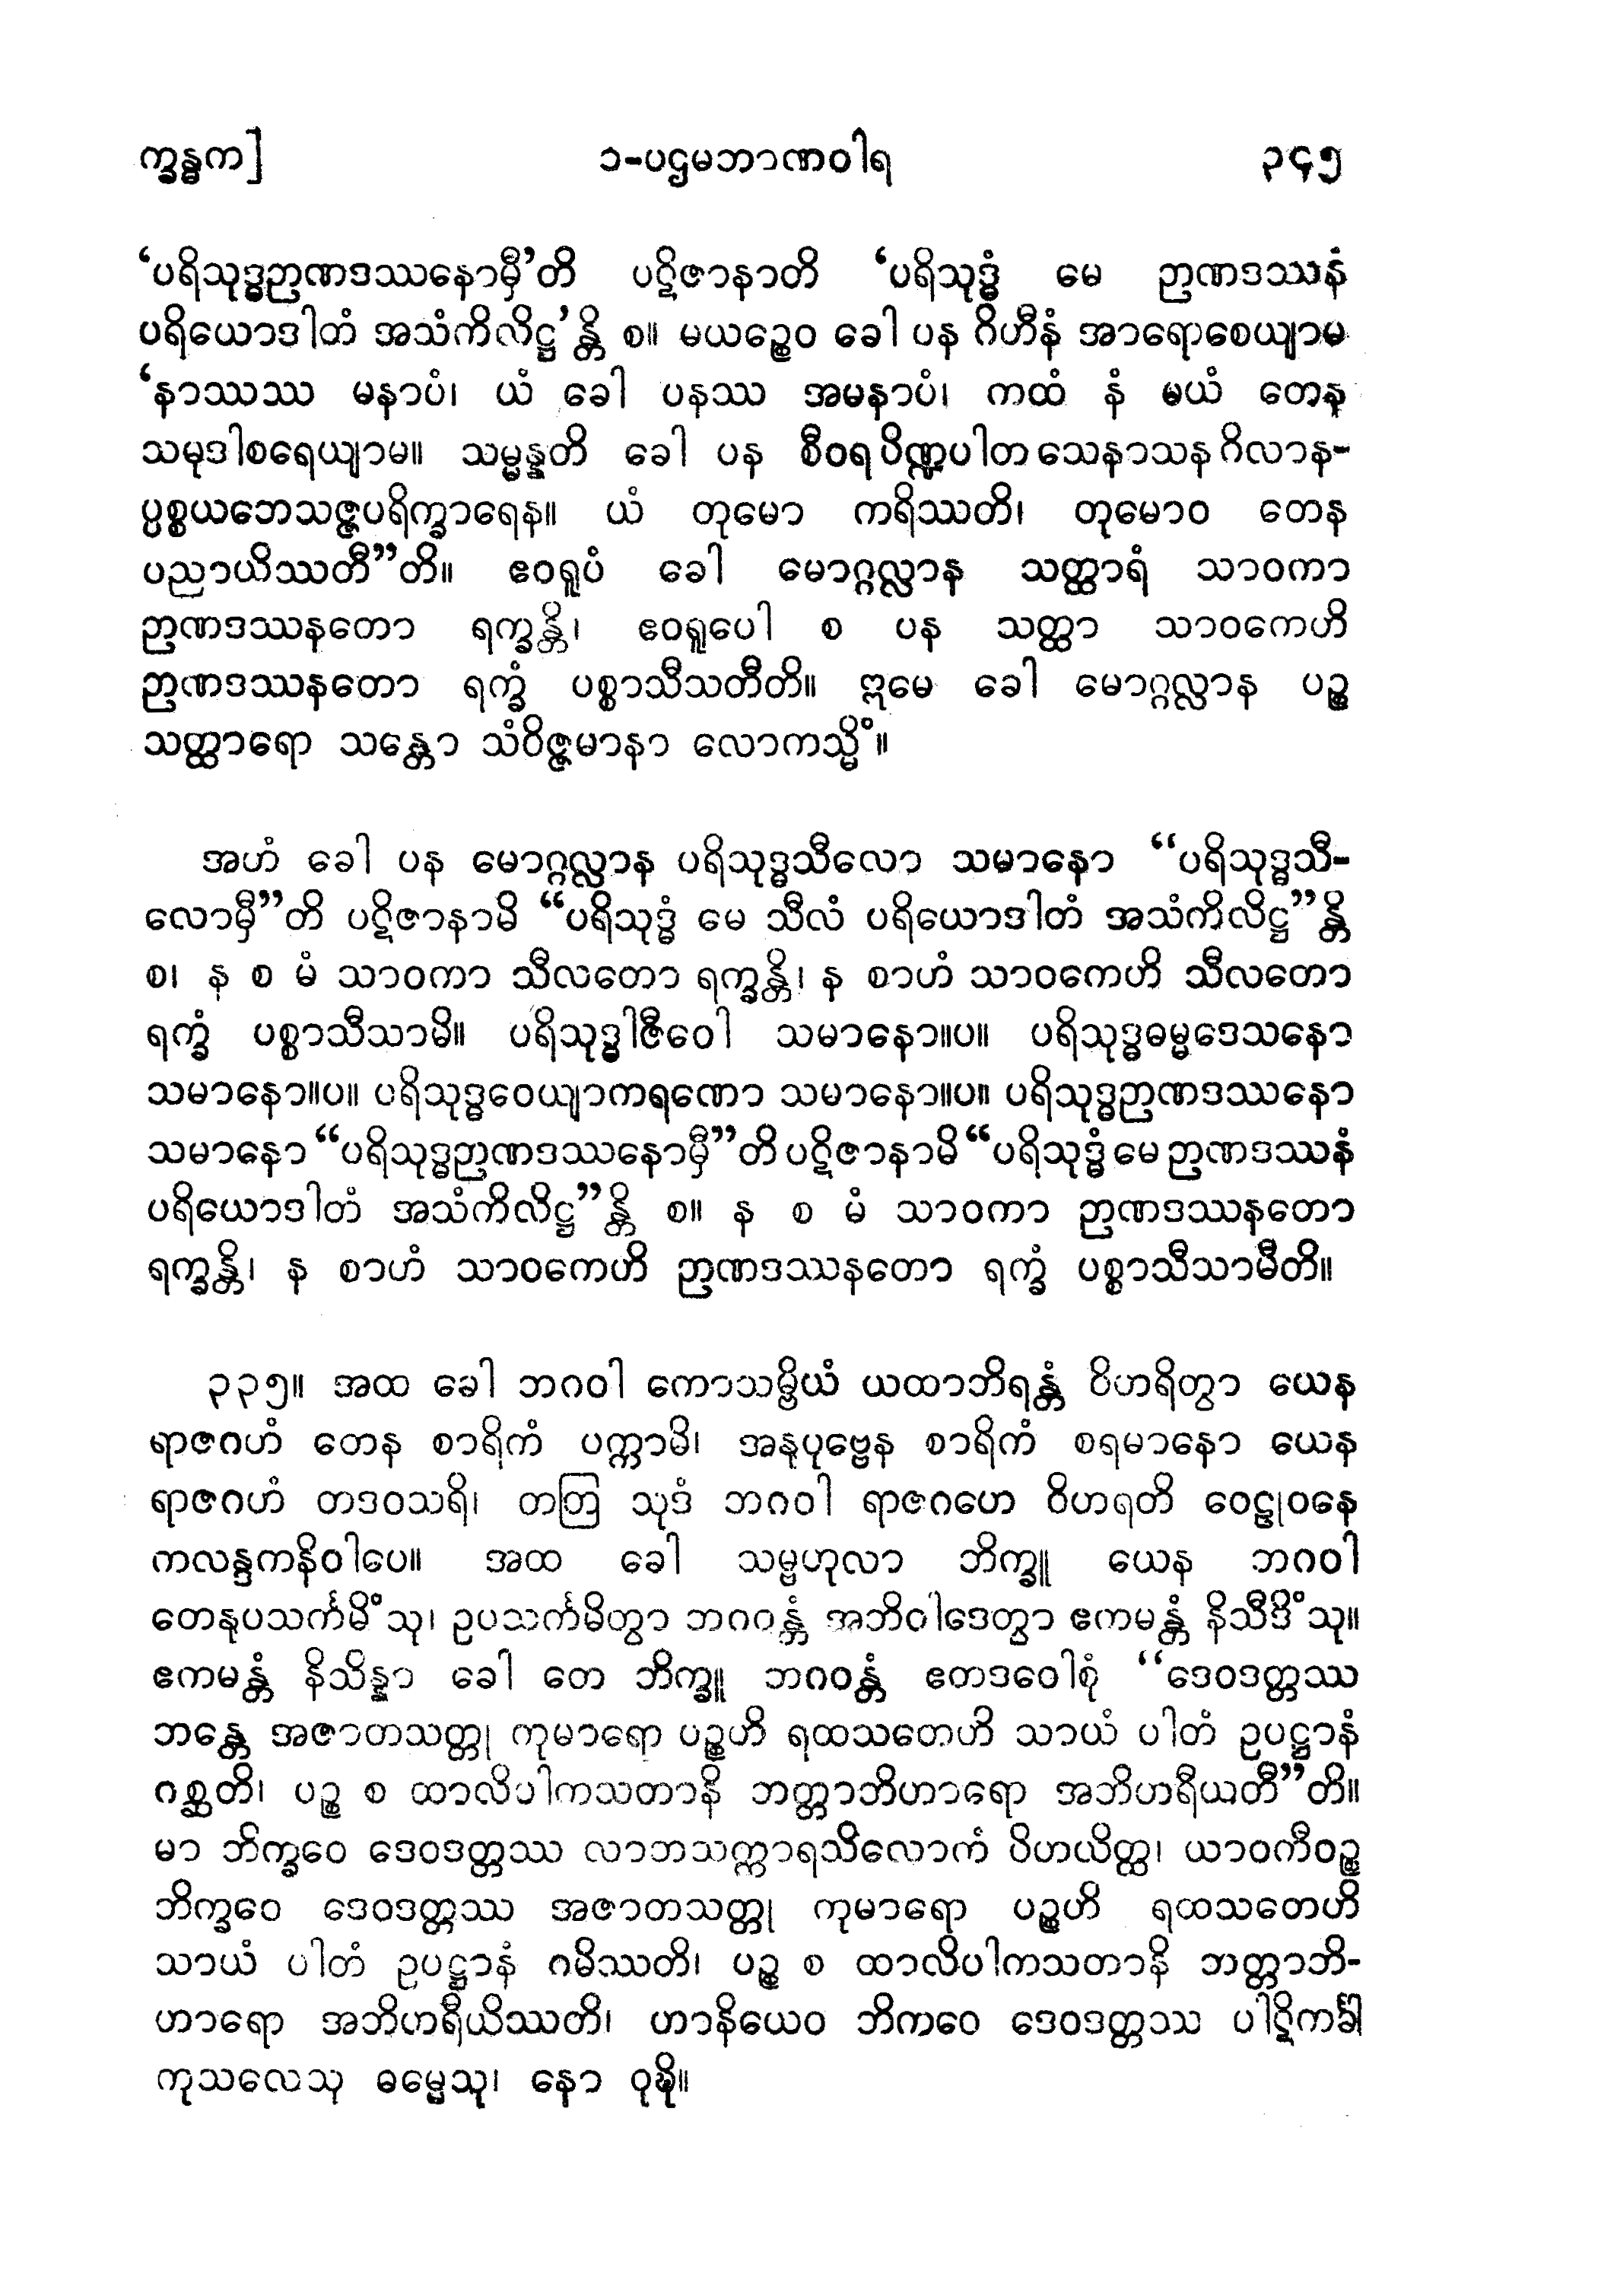 က္ခန္ဓက]
၁-ပဌမဘာဏဝါရ
၃၄၅
‘ပရိသုဒ္ဓဉာဏဒဿနောမှီ’တိ ပဋိဇာနာတိ ‘ပရိသုဒ္ဓံ မေ ဉာဏဒဿနံ
ပရိယောဒါတံ အသံကိလိဋ္ဌ’န္တိ စ။ မယဉ္စေဝ ခေါ ပန ဂိဟီနံ အာရောစေယျာမ
‘နာဿဿ မနာပံ၊ ယံ ခေါ ပနဿ အမနာပံ၊ ကထံ နံ မယံ တေန
သမုဒါစရေယျာမ။ သမ္မန္နတိ ခေါ ပန စီဝရပိဏ္ဍပါတသေနာသနဂိလာန-
ပ္ပစ္စယဘေသဇ္ဇပရိက္ခာရေန။ ယံ တုမော ကရိဿတိ၊ တုမောဝ တေန
ပညာယိဿတီ”တိ။ ဧဝရူပံ ခေါ မောဂ္ဂလ္လာန သတ္ထာရံ သာဝကာ
ဉာဏဒဿနတော ရက္ခန္တိ၊ ဧဝရူပေါ စ ပန သတ္ထာ သာဝကေဟိ
ဉာဏဒဿနတော ရက္ခံ ပစ္စာသီသတီတိ။ ဣမေ ခေါ မောဂ္ဂလ္လာန ပဉ္စ
သတ္ထာရော သန္တော သံဝိဇ္ဇမာနာ လောကသ္မိံ။
အဟံ ခေါ ပန မောဂ္ဂလ္လာန ပရိသုဒ္ဓသီလော သမာနော “ပရိသုဒ္ဓသီ-
လောမှီ”တိ ပဋိဇာနာမိ “ပရိသုဒ္ဓံ မေ သီလံ ပရိယောဒါတံ အသံကိလိဋ္ဌ”န္တိ
စ၊ န စ မံ သာဝကာ သီလတော ရက္ခန္တိ၊ န စာဟံ သာဝကေဟိ သီလတော
ရက္ခံ ပစ္စာသီသာမိ။ ပရိသုဒ္ဓါဇီဝေါ သမာနော။ပ။ ပရိသုဒ္ဓဓမ္မဒေသနော
သမာနော။ပ။ ပရိသုဒ္ဓဝေယျာကရဏော သမာနော။ပ။ ပရိသုဒ္ဓဉာဏဒဿနော
သမာနော “ပရိသုဒ္ဓဉာဏဒဿနောမှီ”တိ ပဋိဇာနာမိ “ပရိသုဒ္ဓံ မေ ဉာဏဒဿနံ
ပရိယောဒါတံ အသံကိလိဋ္ဌ”န္တိ စ။ န စ မံ သာဝကာ ဉာဏဒဿနတော
ရက္ခန္တိ၊ န စာဟံ သာဝကေဟိ ဉာဏဒဿနတော ရက္ခံ ပစ္စာသီသာမီတိ။
၃၃၅။ အထ ခေါ ဘဂဝါ ကောသမ္ဗိယံ ယထာဘိရန္တံ ဝိဟရိတွာ ယေန
ရာဇဂဟံ တေန စာရိကံ ပက္ကာမိ၊ အနုပုဗ္ဗေန စာရိကံ စရမာနော ယေန
ရာဇဂဟံ တဒဝသရိ၊ တတြ သုဒံ ဘဂဝါ ရာဇဂဟေ ဝိဟရတိ ဝေဠုဝနေ
ကလန္ဒကနိဝါပေ။ အထ ခေါ သမ္ဗဟုလာ ဘိက္ခူ ယေန ဘဂဝါ
တေနုပသင်္ကမိံသု၊ ဥပသင်္ကမိတွာ ဘဂဝန္တံ အဘိဝါဒေတွာ ဧကမန္တံ နိသီဒိံသု။
ဧကမန္တံ နိသိန္နာ ခေါ တေ ဘိက္ခူ ဘဂဝန္တံ ဧတဒဝေါစုံ “ဒေဝဒတ္တဿ
ဘန္တေ အဇာတသတ္တု ကုမာရော ပဉ္စဟိ ရထသတေဟိ သာယံ ပါတံ ဥပဋ္ဌာနံ
ဂစ္ဆတိ၊ ပဉ္စ စ ထာလိပါကသတာနိ ဘတ္တာဘိဟာရော အဘိဟရီယတီ”တိ။
မာ ဘိက္ခဝေ ဒေဝဒတ္တဿ လာဘသက္ကာရသိလောကံ ပိဟယိတ္ထ၊ ယာဝကီဝဉ္စ
ဘိက္ခဝေ ဒေဝဒတ္တဿ အဇာတသတ္တု ကုမာရော ပဉ္စဟိ ရထသတေဟိ
သာယံ ပါတံ ဥပဋ္ဌာနံ ဂမိဿတိ၊ ပဉ္စ စ ထာလိပါကသတာနိ ဘတ္တာဘိ-
ဟာရော အဘိဟရီယိဿတိ၊ ဟာနိယေဝ ဘိကဝေ ဒေဝဒတ္တဿ ပါဋိကင်္ခါ
ကုသလေသု ဓမ္မေသု၊ နော ဝုဍ္ဎိ။